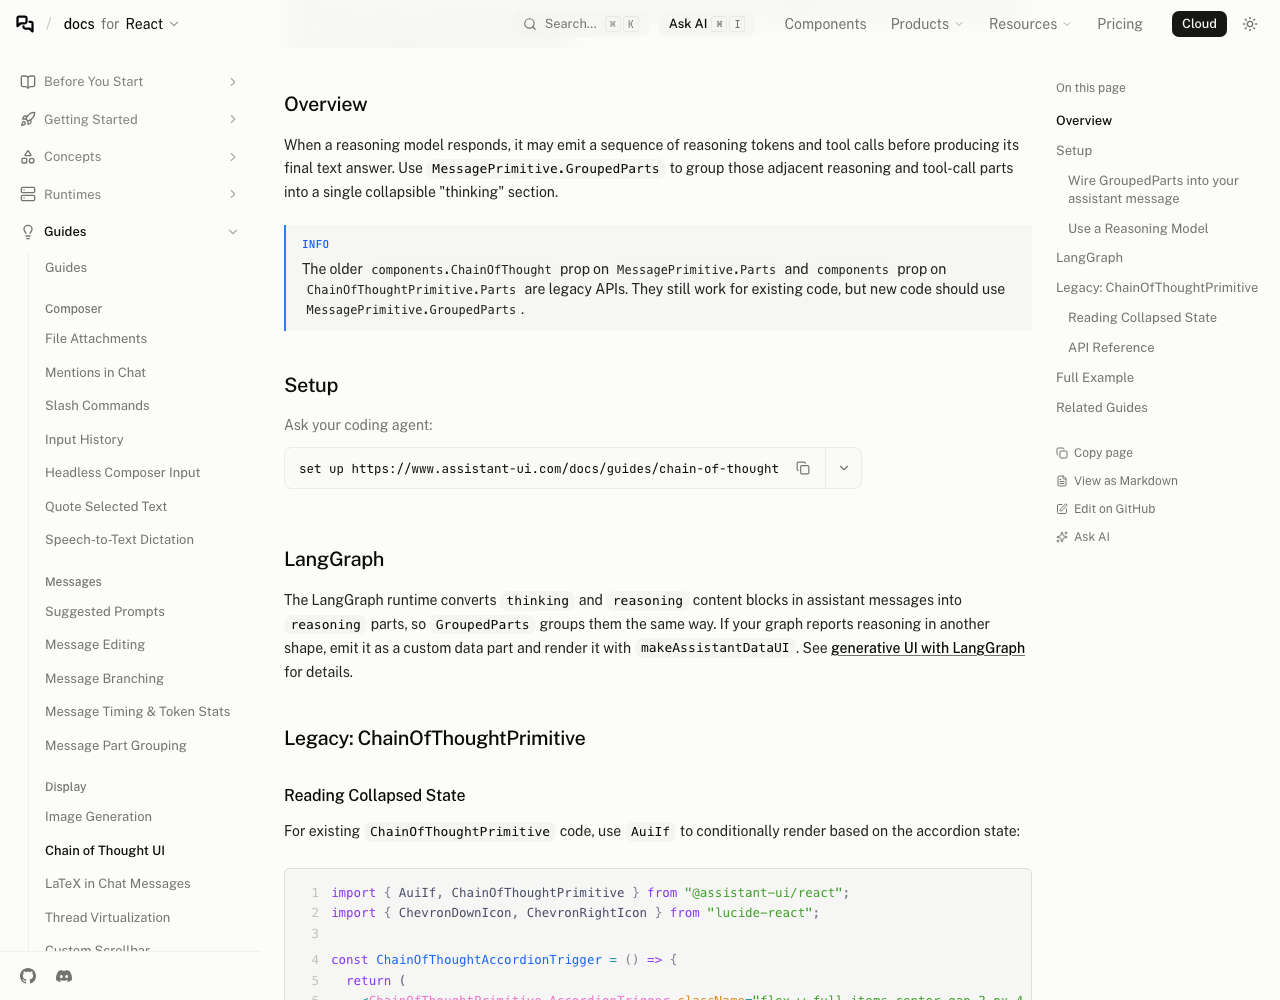 / docs for React
Search... ⌘ K
Ask AI ⌘ I
Components
Products
Resources
Pricing
Cloud
Before You Start
Getting Started
Concepts
Runtimes
Guides
Guides
Composer
File Attachments
Mentions in Chat
Slash Commands
Input History
Headless Composer Input
Quote Selected Text
Speech-to-Text Dictation
Messages
Suggested Prompts
Message Editing
Message Branching
Message Timing & Token Stats
Message Part Grouping
Display
Image Generation
Chain of Thought UI
LaTeX in Chat Messages
Thread Virtualization
Custom Scrollbar
Overview
When a reasoning model responds, it may emit a sequence of reasoning tokens and tool calls before producing its
final text answer. Use MessagePrimitive.GroupedParts to group those adjacent reasoning and tool-call parts
into a single collapsible "thinking" section.
INFO
The older components.ChainOfThought prop on MessagePrimitive.Parts and components prop on
ChainOfThoughtPrimitive.Parts are legacy APIs. They still work for existing code, but new code should use
MessagePrimitive.GroupedParts.
Setup
Ask your coding agent:
set up https://www.assistant-ui.com/docs/guides/chain-of-thought
LangGraph
The LangGraph runtime converts thinking and reasoning content blocks in assistant messages into
reasoning parts, so GroupedParts groups them the same way. If your graph reports reasoning in another
shape, emit it as a custom data part and render it with makeAssistantDataUI. See generative UI with LangGraph
for details.
Legacy: ChainOfThoughtPrimitive
Reading Collapsed State
For existing ChainOfThoughtPrimitive code, use AuiIf to conditionally render based on the accordion state:
1 import { AuiIf, ChainOfThoughtPrimitive } from "@assistant-ui/react";
2 import { ChevronDownIcon, ChevronRightIcon } from "lucide-react";
3
4 const ChainOfThoughtAccordionTrigger = () => {
5 return (
6 <ChainOfThoughtPrimitive.AccordionTrigger className="flex w-full items-center gap-2 px-4
On this page
Overview
Setup
Wire GroupedParts into your
assistant message
Use a Reasoning Model
LangGraph
Legacy: ChainOfThoughtPrimitive
Reading Collapsed State
API Reference
Full Example
Related Guides
Copy page
View as Markdown
Edit on GitHub
Ask AI